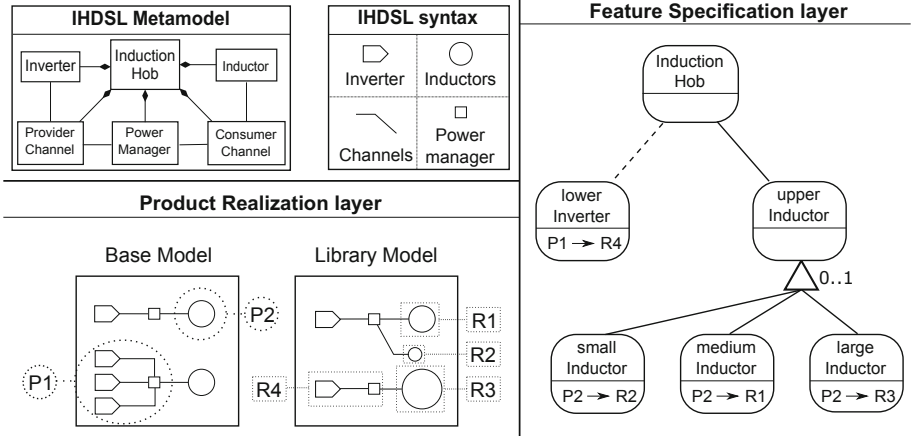 IHDSL Metamodel
Inverter
Induction
Hob
Inductor
Provider
Channel
Power
Manager
Consumer
Channel
IHDSL syntax
Inverter
Inductors
Channels
Power
manager
Product Realization layer
Base Model
P2
P1
Library Model
R1
R2
R4
R3
Feature Specification layer
Induction
Hob
lower
Inverter
P1 → R4
upper
Inductor
0..1
small
Inductor
P2 → R2
medium
Inductor
P2 → R1
large
Inductor
P2 → R3